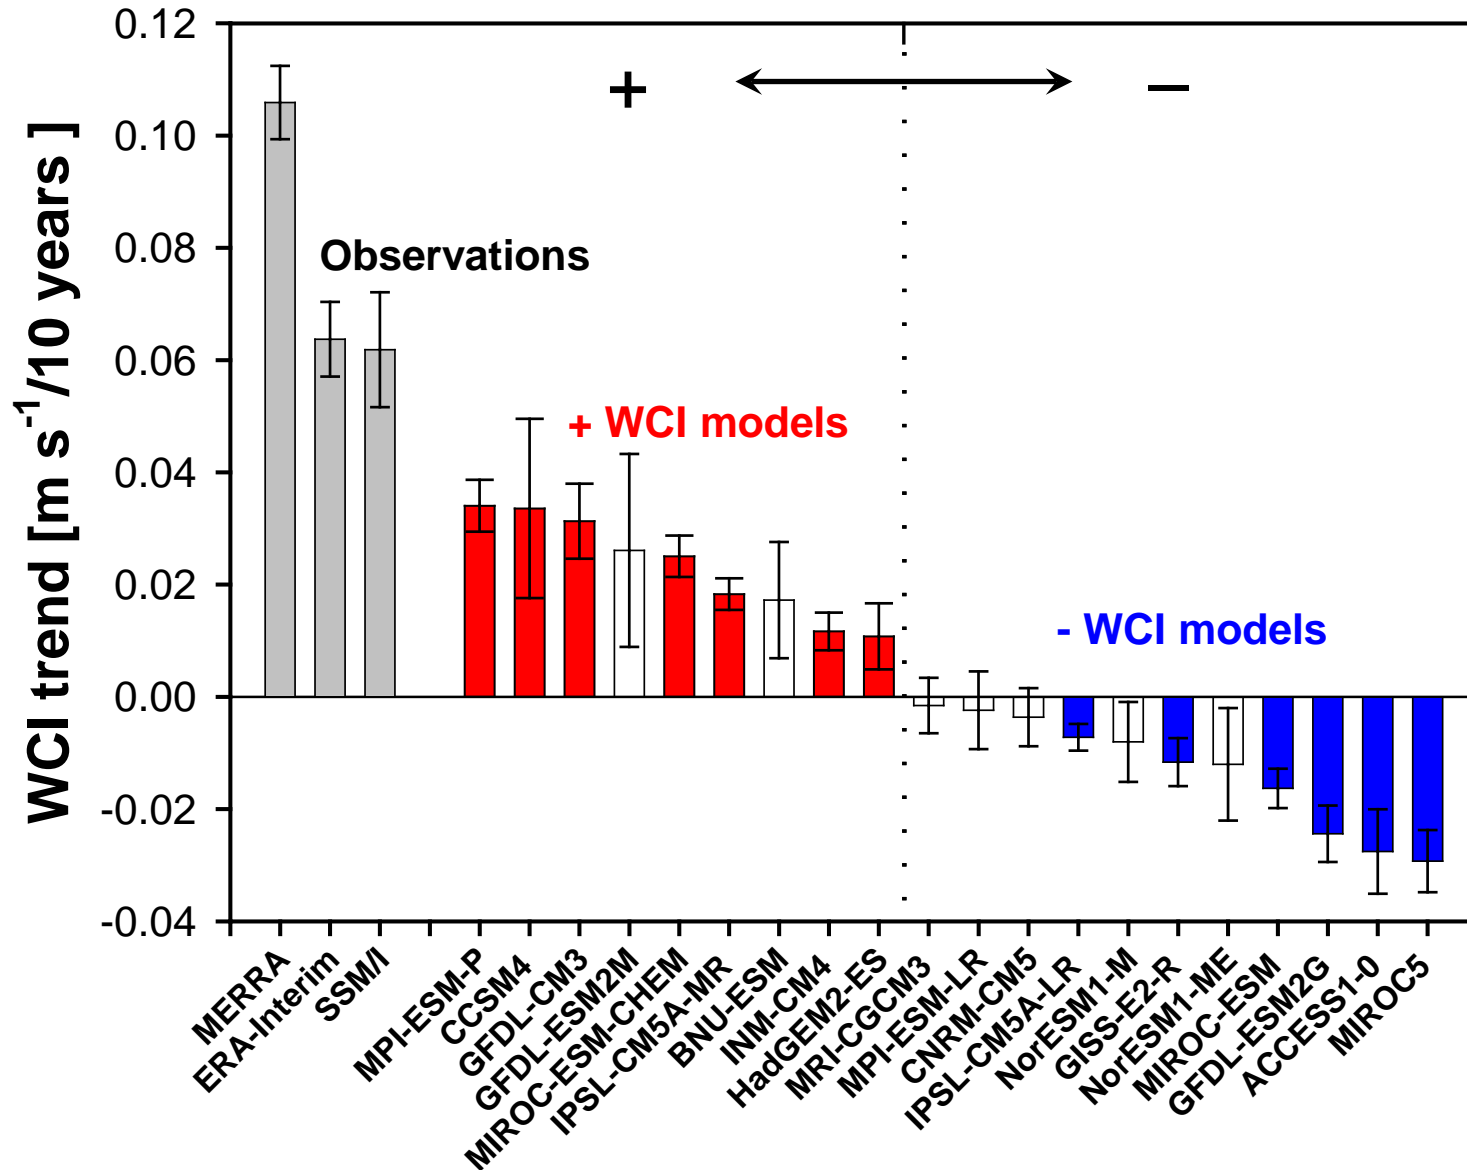 0.12
0.10
0.08
0.06
0.04
0.02
0.00
-0.02
-0.04
WCI trend [m s⁻¹/10 years ]
+
−
Observations
+ WCI models
- WCI models
MERRA
ERA-Interim
SSM/I
MPI-ESM-P
CCSM4
GFDL-CM3
GFDL-ESM2M
MIROC-ESM-CHEM
IPSL-CM5A-MR
BNU-ESM
INM-CM4
HadGEM2-ES
MRI-CGCM3
MPI-ESM-LR
CNRM-CM5
IPSL-CM5A-LR
NorESM1-M
GISS-E2-R
NorESM1-ME
MIROC-ESM
GFDL-ESM2G
ACCESS1-0
MIROC5